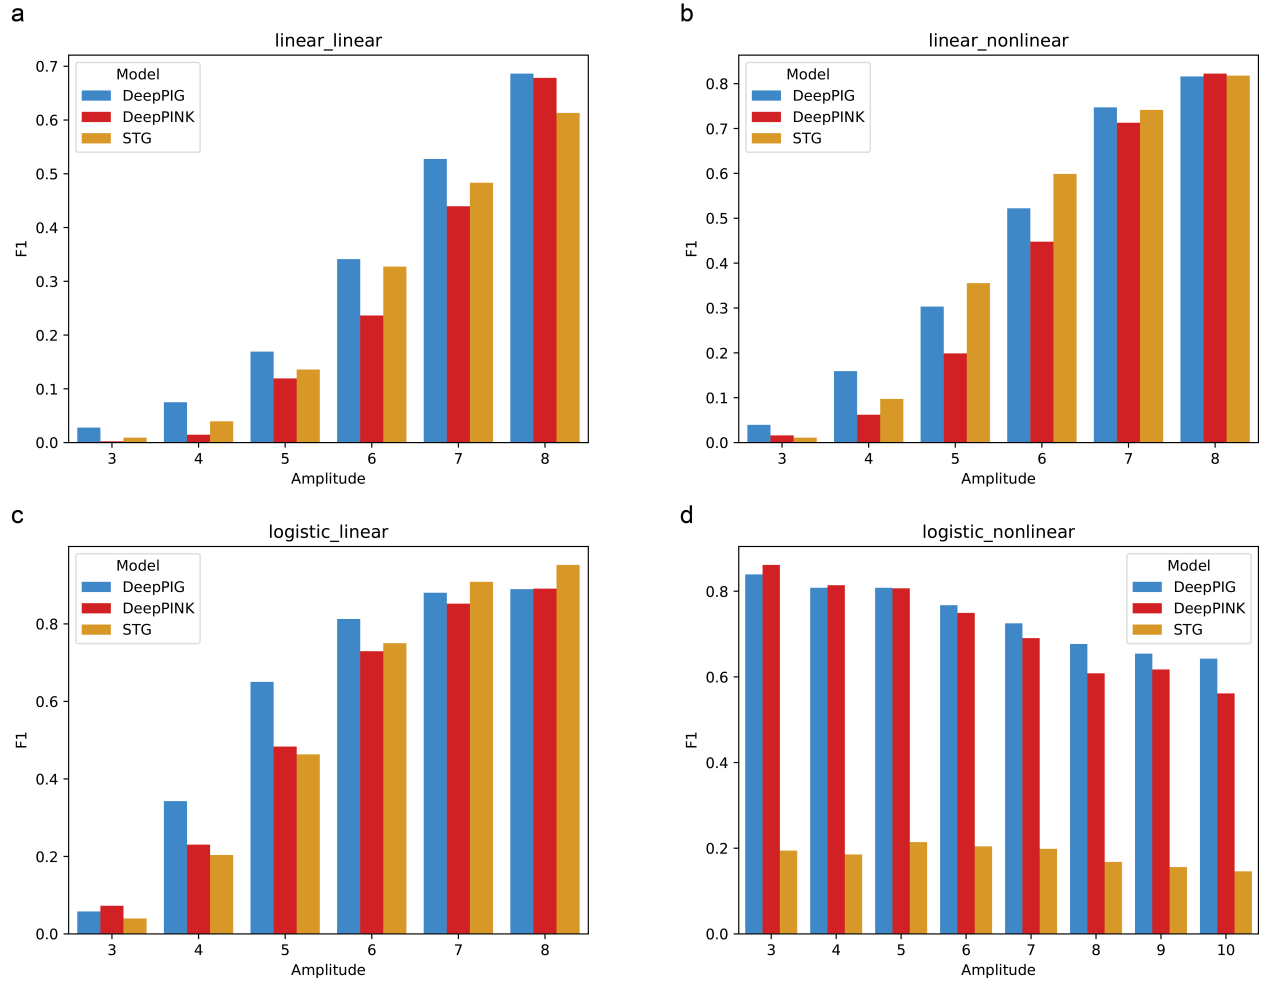 a
linear_linear
Model
DeepPIG
DeepPINK
STG
F1
0.7
0.6
0.5
0.4
0.3
0.2
0.1
0.0
3 4 5 6 7 8
Amplitude
b
linear_nonlinear
Model
DeepPIG
DeepPINK
STG
F1
0.8
0.7
0.6
0.5
0.4
0.3
0.2
0.1
0.0
3 4 5 6 7 8
Amplitude
c
logistic_linear
Model
DeepPIG
DeepPINK
STG
F1
0.8
0.6
0.4
0.2
0.0
3 4 5 6 7 8
Amplitude
d
logistic_nonlinear
Model
DeepPIG
DeepPINK
STG
F1
0.8
0.6
0.4
0.2
0.0
3 4 5 6 7 8 9 10
Amplitude